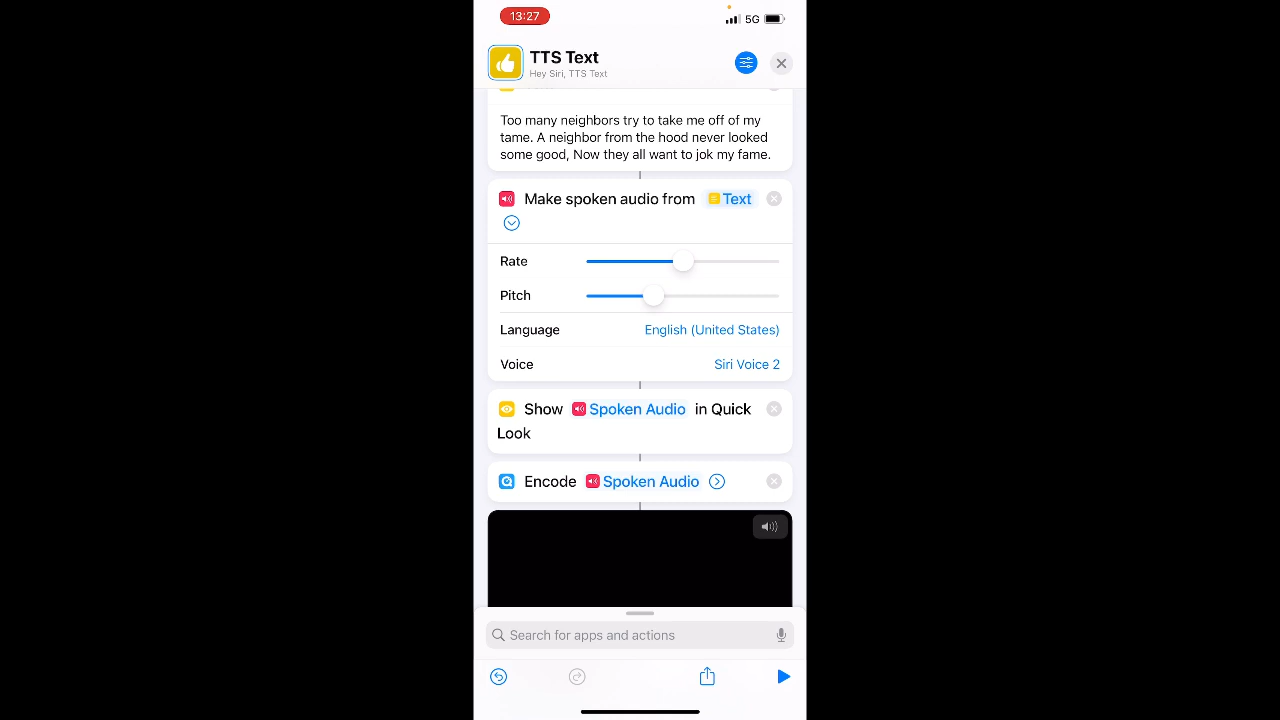 13:27
5G
TTS Text
Hey Siri, TTS Text
Too many neighbors try to take me off of my
tame. A neighbor from the hood never looked
some good, Now they all want to jok my fame.
Make spoken audio from Text
Rate
Pitch
Language English (United States)
Voice Siri Voice 2
Show Spoken Audio in Quick
Look
Encode Spoken Audio
Search for apps and actions